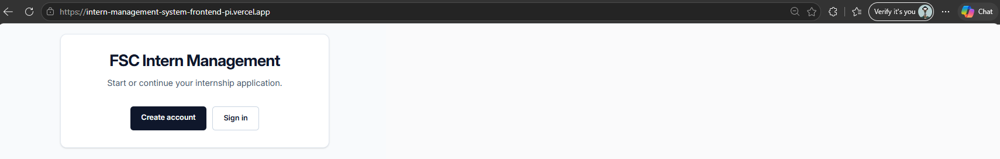 https://intern-management-system-frontend-pi.vercel.app
Verify it's you
Chat
FSC Intern Management
Start or continue your internship application.
Create account
Sign in